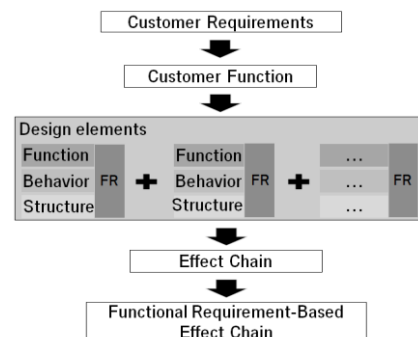 Customer Requirements
Customer Function
Design elements
Function Function ...
Behavior FR + Behavior FR + ... FR
Structure Structure ...
Effect Chain
Functional Requirement-Based
Effect Chain